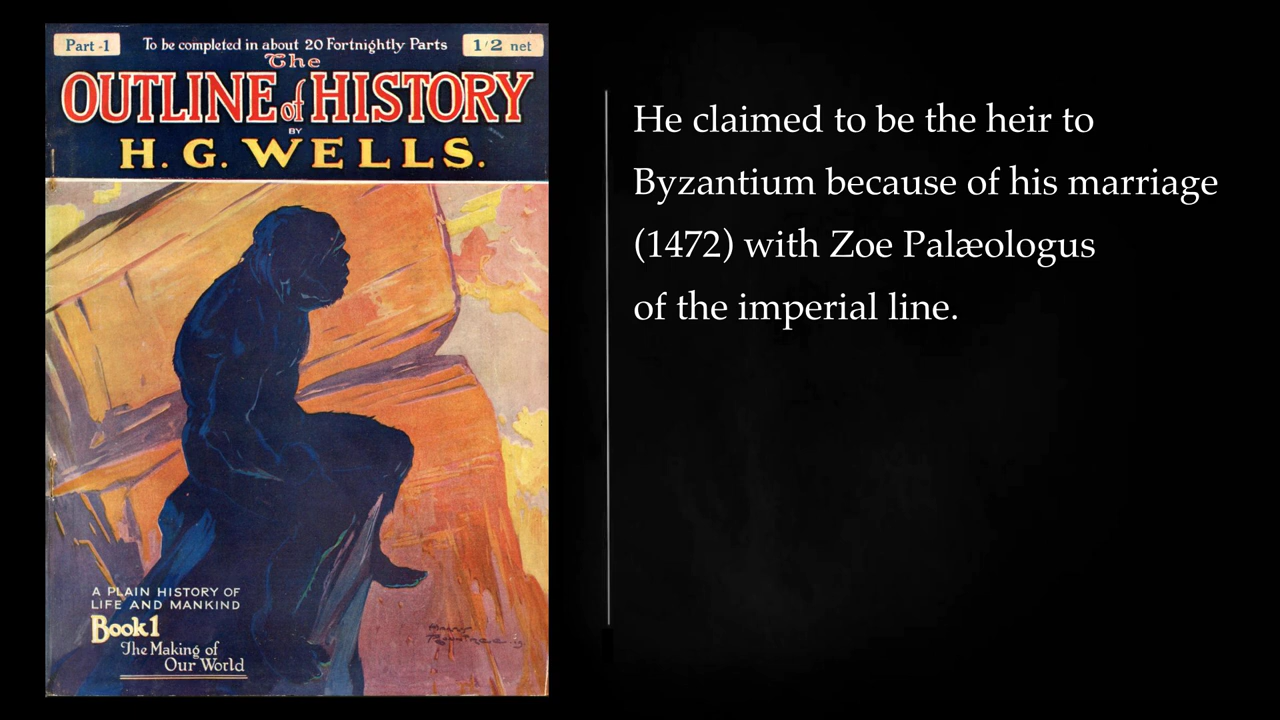 Part -1
To be completed in about 20 Fortnightly Parts
1/2 net
The
OUTLINE of HISTORY
BY
H. G. WELLS.
A PLAIN HISTORY OF
LIFE AND MANKIND
Book 1
The Making of
Our World
He claimed to be the heir to
Byzantium because of his marriage
(1472) with Zoe Palæologus
of the imperial line.